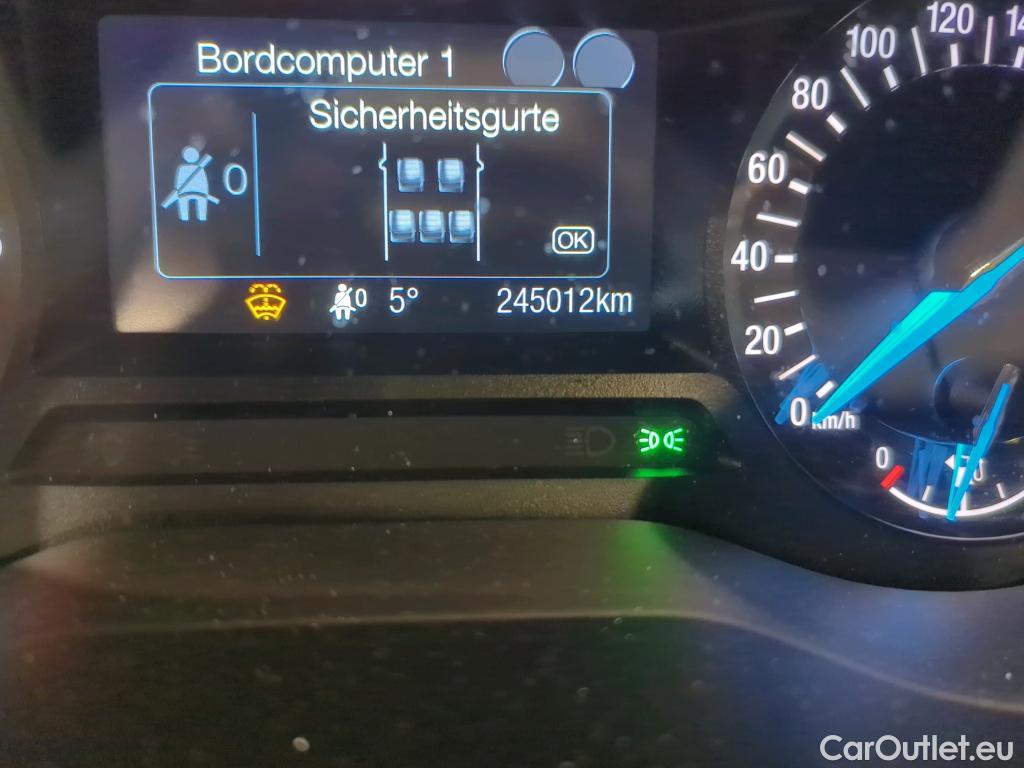 Bordcomputer 1
Sicherheitsgurte
0
OK
0 5° 245012km
0
20
40
60
80
100
120
km/h
0
CarOutlet.eu